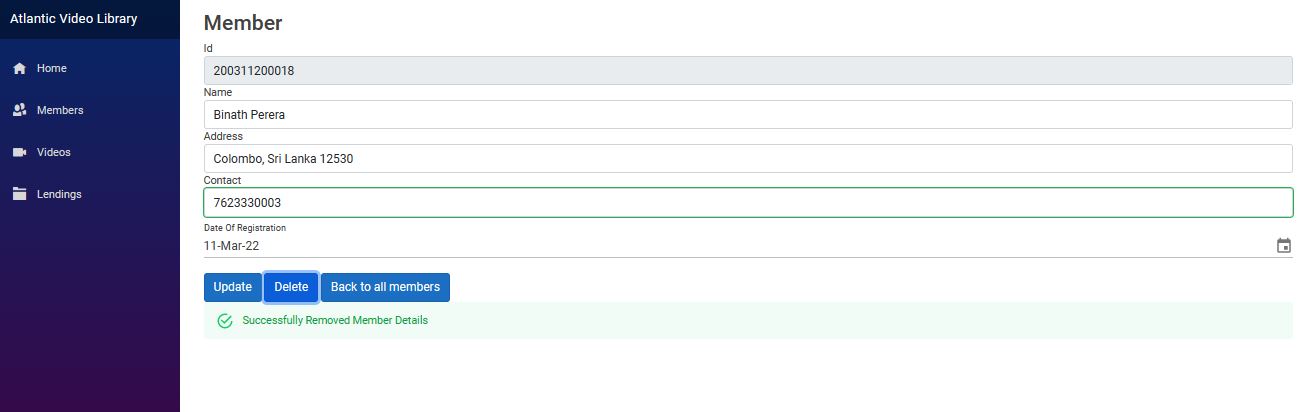 Atlantic Video Library
Home
Members
Videos
Lendings
Member
Id
200311200018
Name
Binath Perera
Address
Colombo, Sri Lanka 12530
Contact
7623330003
Date Of Registration
11-Mar-22
Update Delete Back to all members
Successfully Removed Member Details